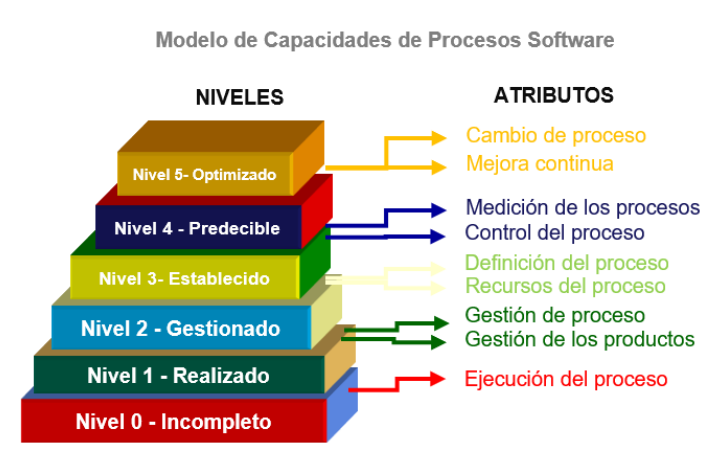 Modelo de Capacidades de Procesos Software
NIVELES
ATRIBUTOS
Nivel 5- Optimizado
Cambio de proceso
Mejora continua
Nivel 4 - Predecible
Medición de los procesos
Control del proceso
Nivel 3- Establecido
Definición del proceso
Recursos del proceso
Nivel 2 - Gestionado
Gestión de proceso
Gestión de los productos
Nivel 1 - Realizado
Ejecución del proceso
Nivel 0 - Incompleto